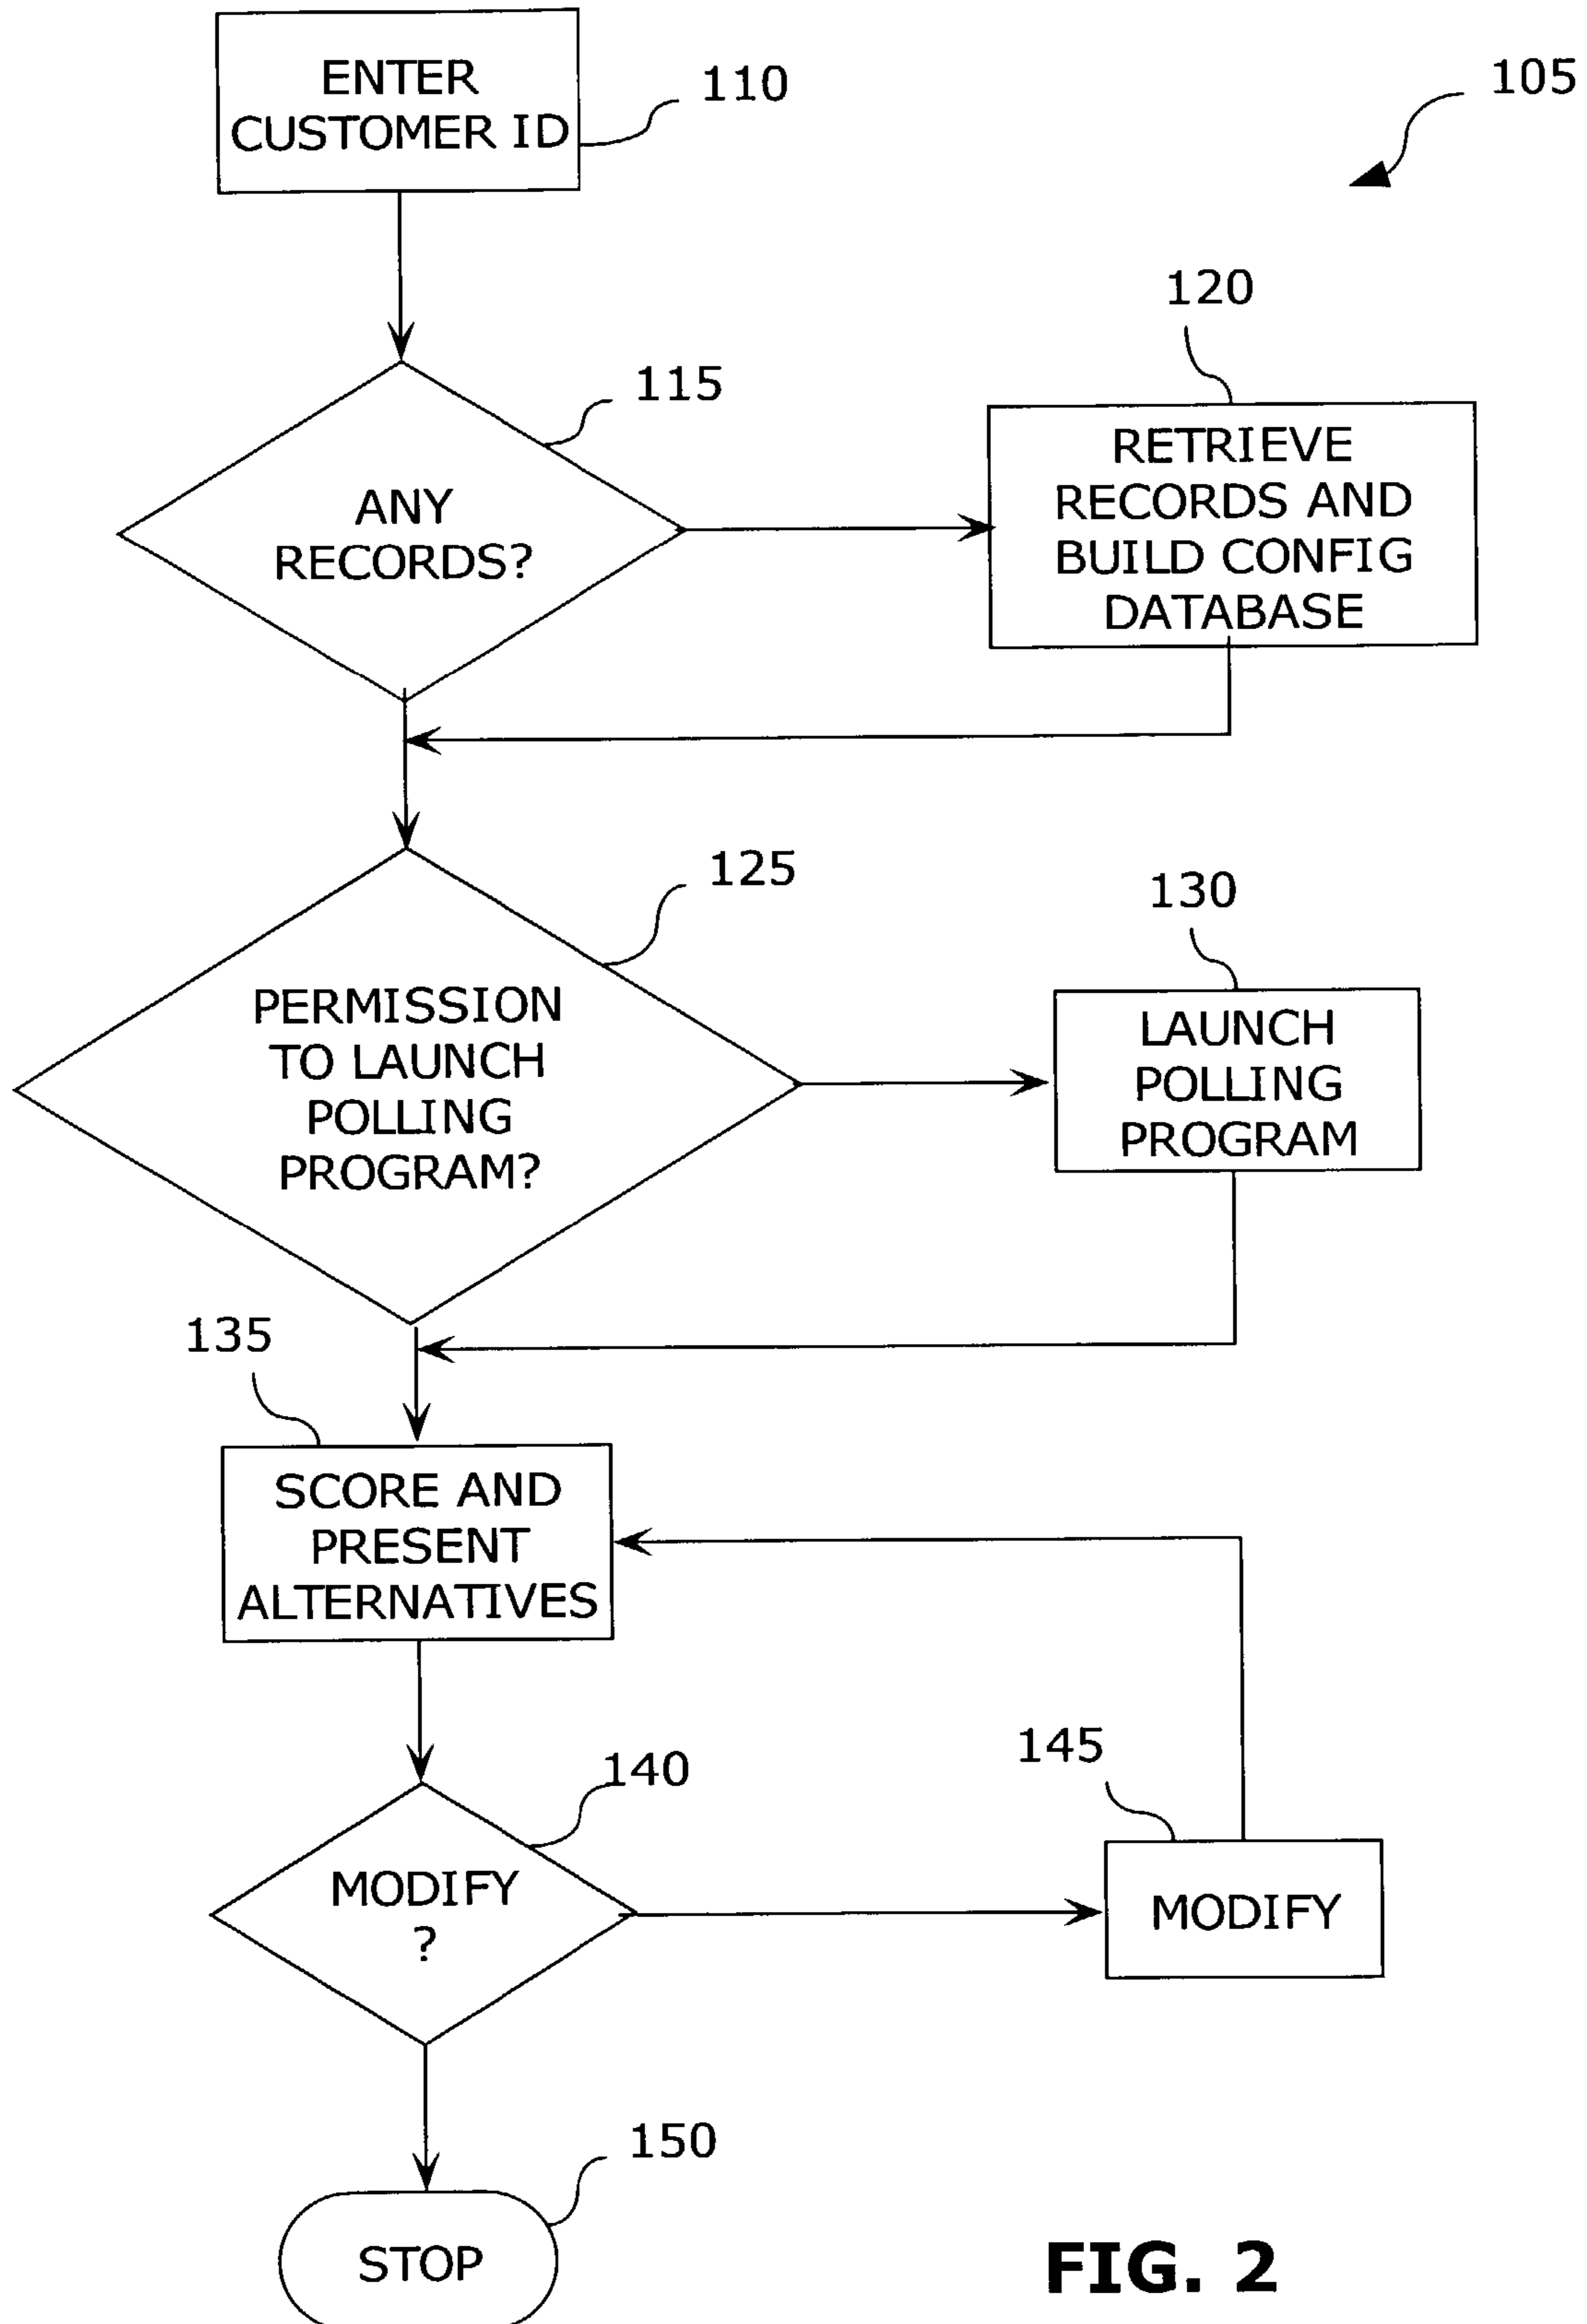 ENTER
CUSTOMER ID
110
105
ANY
RECORDS?
115
120
RETRIEVE
RECORDS AND
BUILD CONFIG
DATABASE
PERMISSION
TO LAUNCH
POLLING
PROGRAM?
125
130
LAUNCH
POLLING
PROGRAM
135
SCORE AND
PRESENT
ALTERNATIVES
140
MODIFY
?
145
MODIFY
150
STOP
FIG. 2